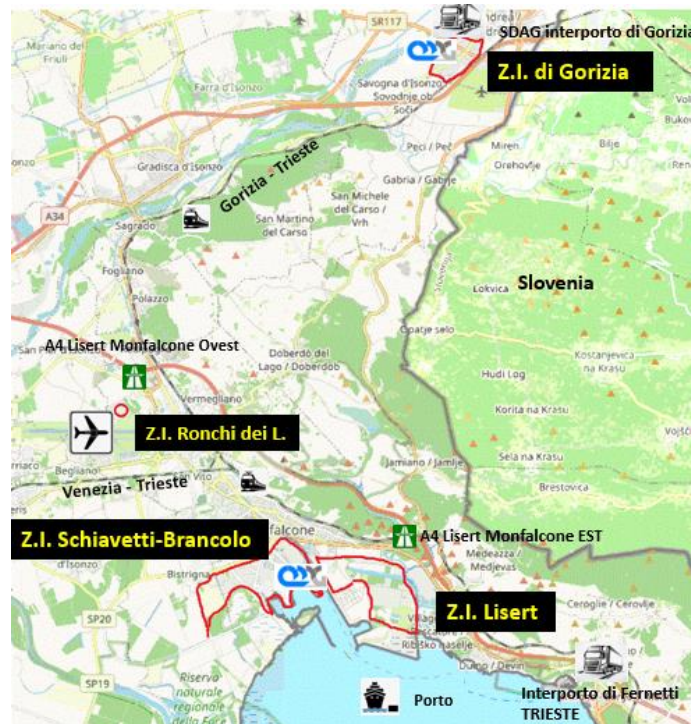 SR117
SDAG interporto di Gorizia
Mariano del
Friuli
Z.I. di Gorizia
Farra d'Isonzo
Savogna d'Isonzo
Sovodnje ob
Soči
Peci / Peč
Miren
Bilje
Orehovlje
Gradisca d'Isonzo
Gorizia - Trieste
Gabria / Gabrje
San Michele
del Carso /
Vrh
A34
San Martino
del Carso
Sagrado
Slovenia
Fogliano
Lokvica
Polazzo
Opatje selo
A4 Lisert Monfalcone Ovest
Doberdò del
Lago / Doberdob
Kostanjevica
na Krasu
Hudi Log
Vermegliano
Korita na Krasu
Z.I. Ronchi dei L.
Begliano
Jamiano / Jamlje
Sela na Krasu
Brestovica
Venezia - Trieste
Z.I. Schiavetti-Brancolo
A4 Lisert Monfalcone EST
Medeazza /
Medjevas
Bistrigna
Z.I. Lisert
Ceroglie / Cerovlje
SP20
Ribiško naselje
Duino / Devin
SP19
Riserva
naturale
regionale
della Foce
Porto
Interporto di Fernetti
TRIESTE